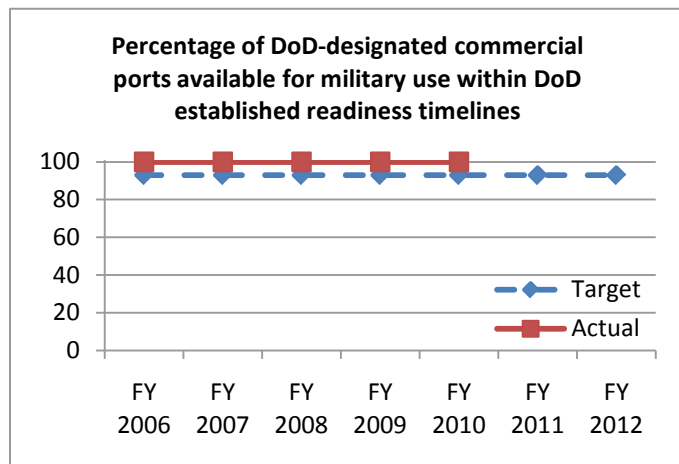 Percentage of DoD-designated commercial
ports available for military use within DoD
established readiness timelines
100
80
60
40
20
0
Target
Actual
FY FY FY FY FY FY FY
2006 2007 2008 2009 2010 2011 2012